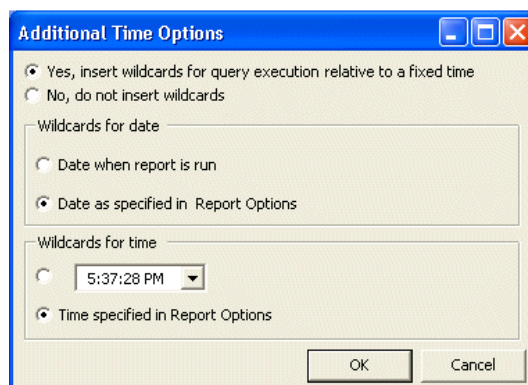 Additional Time Options
Yes, insert wildcards for query execution relative to a fixed time
No, do not insert wildcards
Wildcards for date
Date when report is run
Date as specified in Report Options
Wildcards for time
5:37:28 PM
Time specified in Report Options
OK Cancel